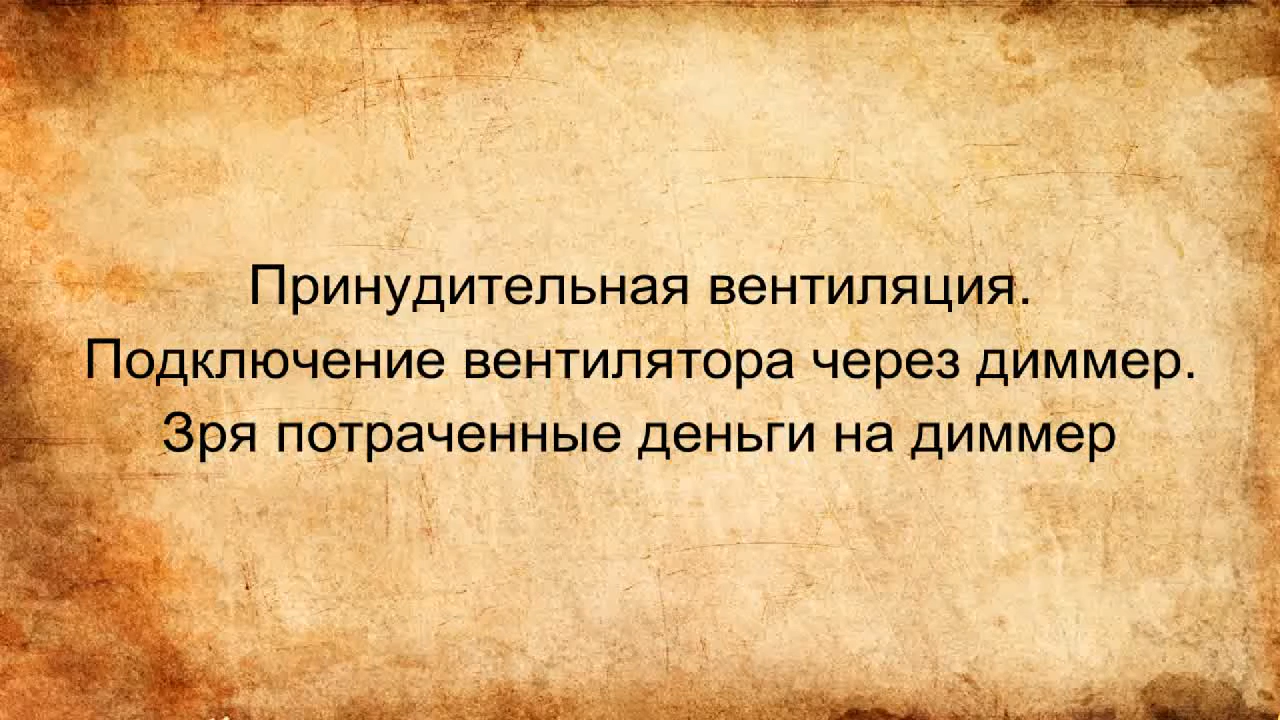 Принудительная вентиляция.
Подключение вентилятора через диммер.
Зря потраченные деньги на диммер